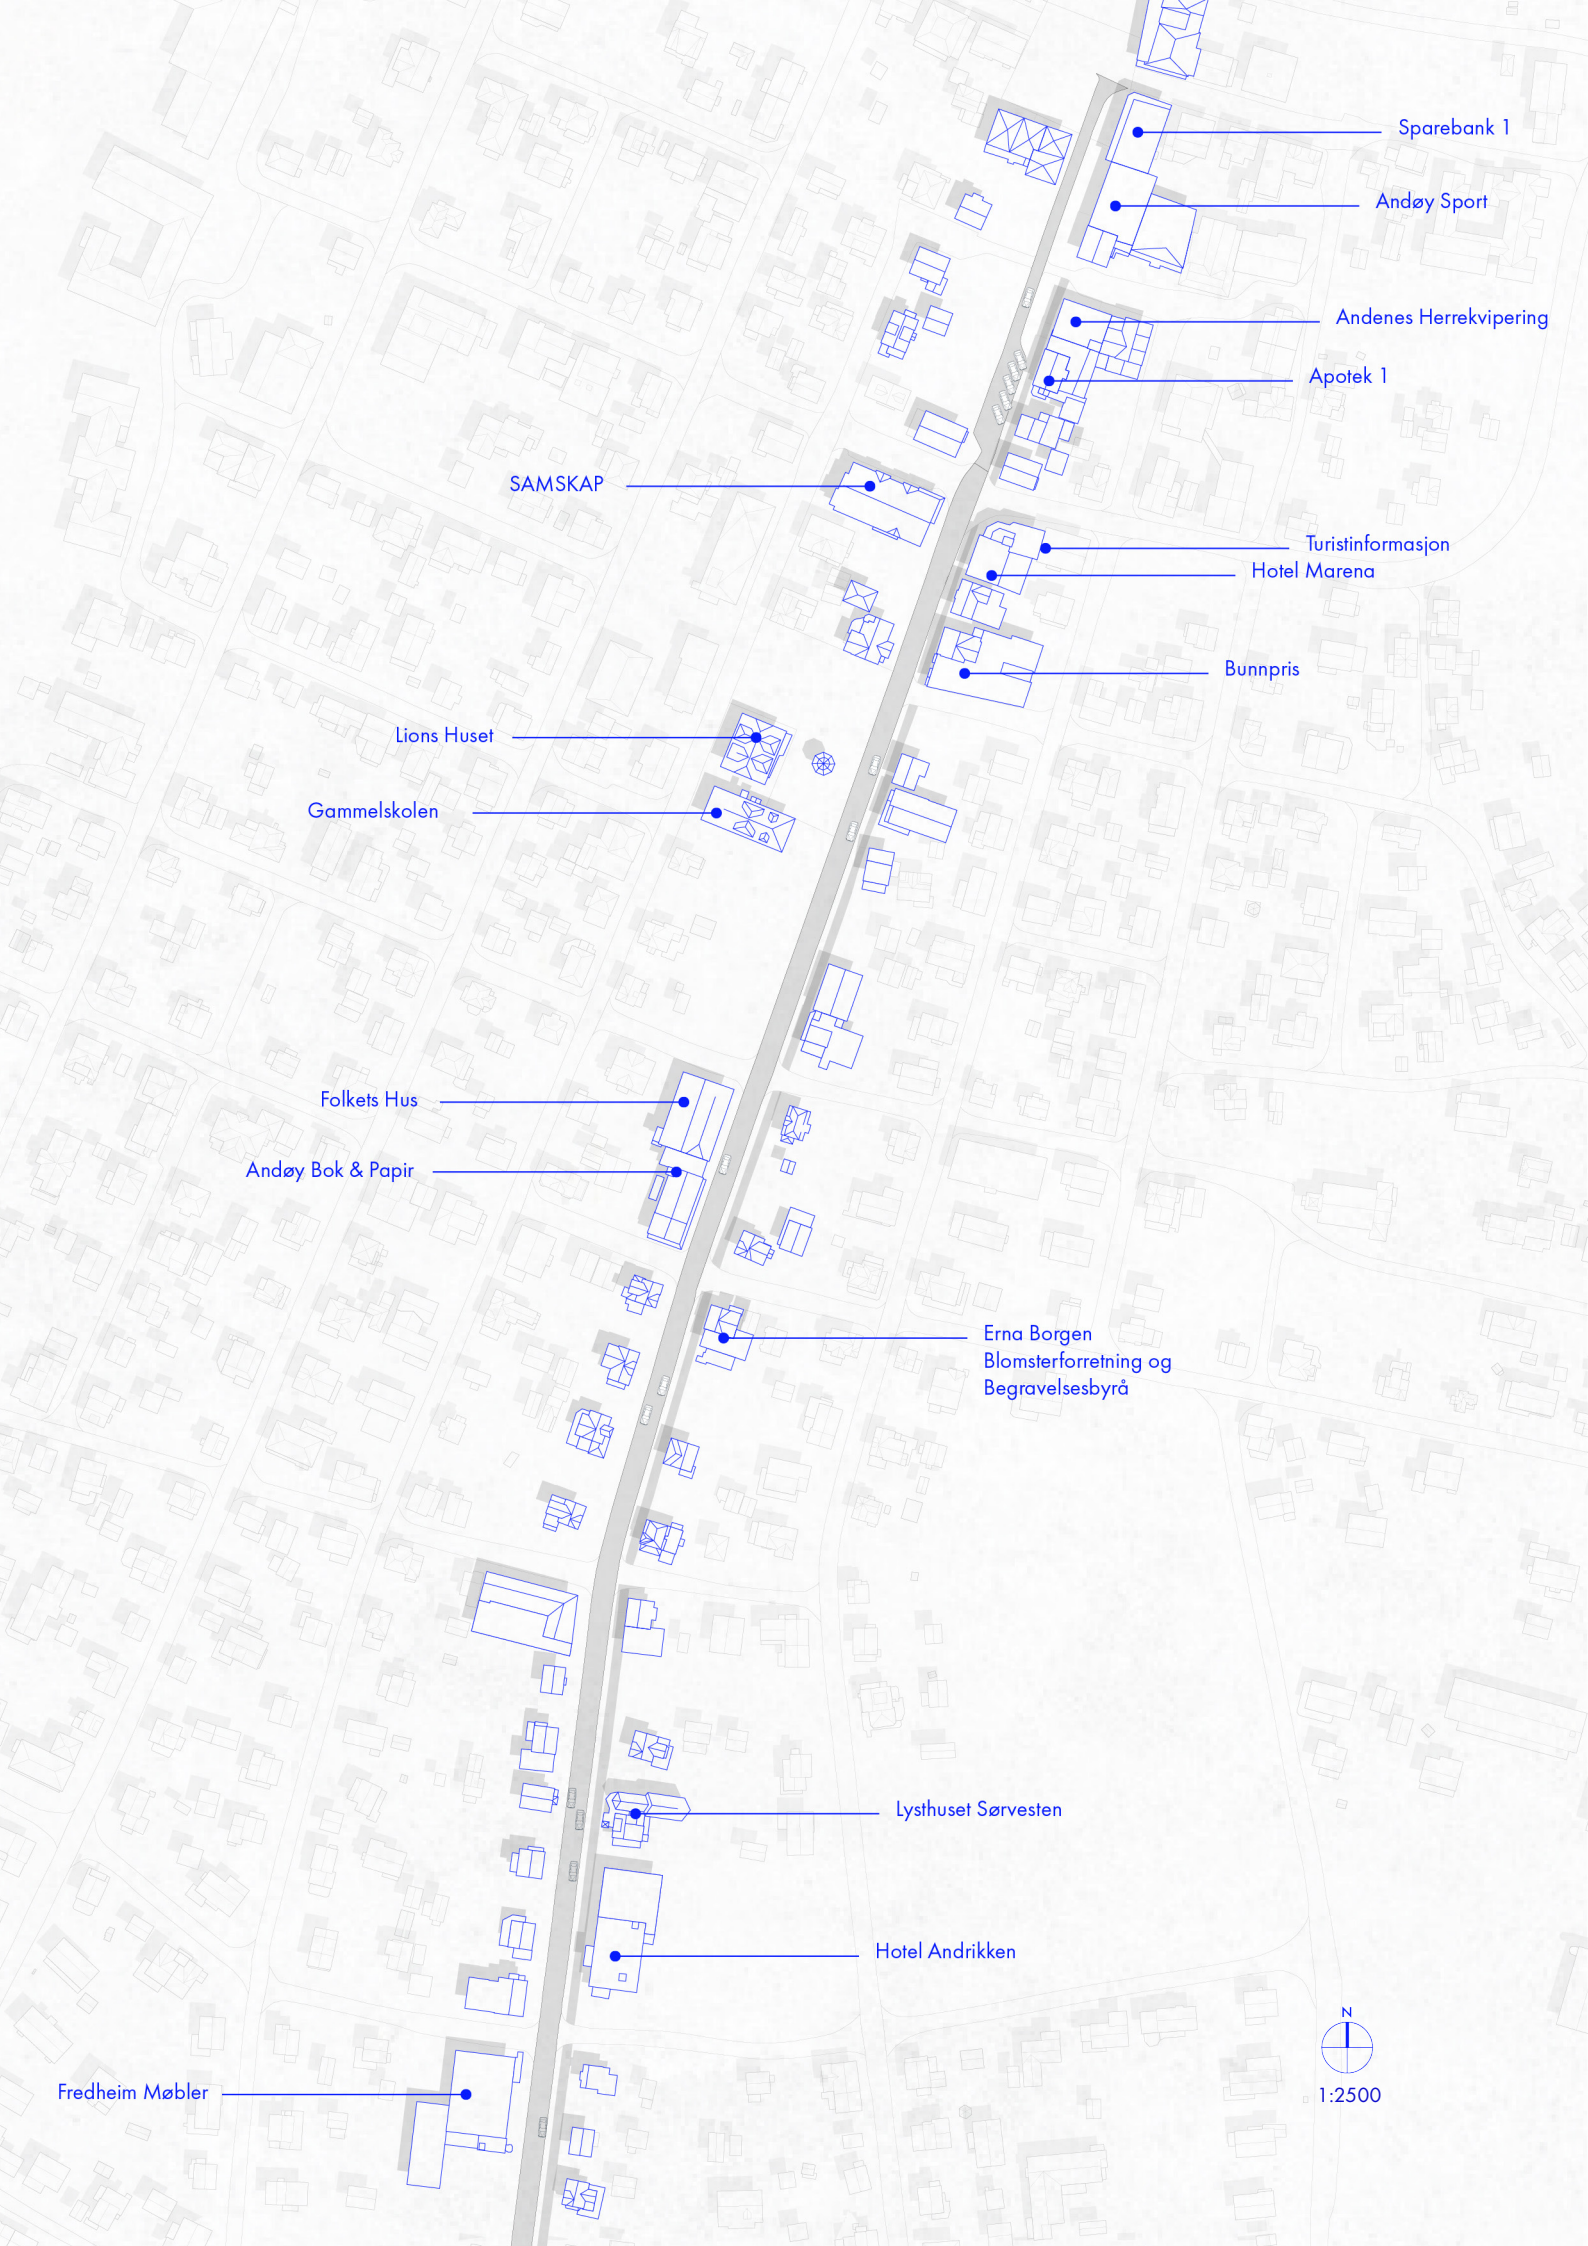 Sparebank 1
Andøy Sport
Andenes Herrekvipering
Apotek 1
SAMSKAP
Turistinformasjon
Hotel Marena
Bunnpris
Lions Huset
Gammelskolen
Folkets Hus
Andøy Bok & Papir
Erna Borgen
Blomsterforretning og
Begravelsesbyrå
Lysthuset Sørvesten
Hotel Andrikken
N
Fredheim Møbler
1:2500